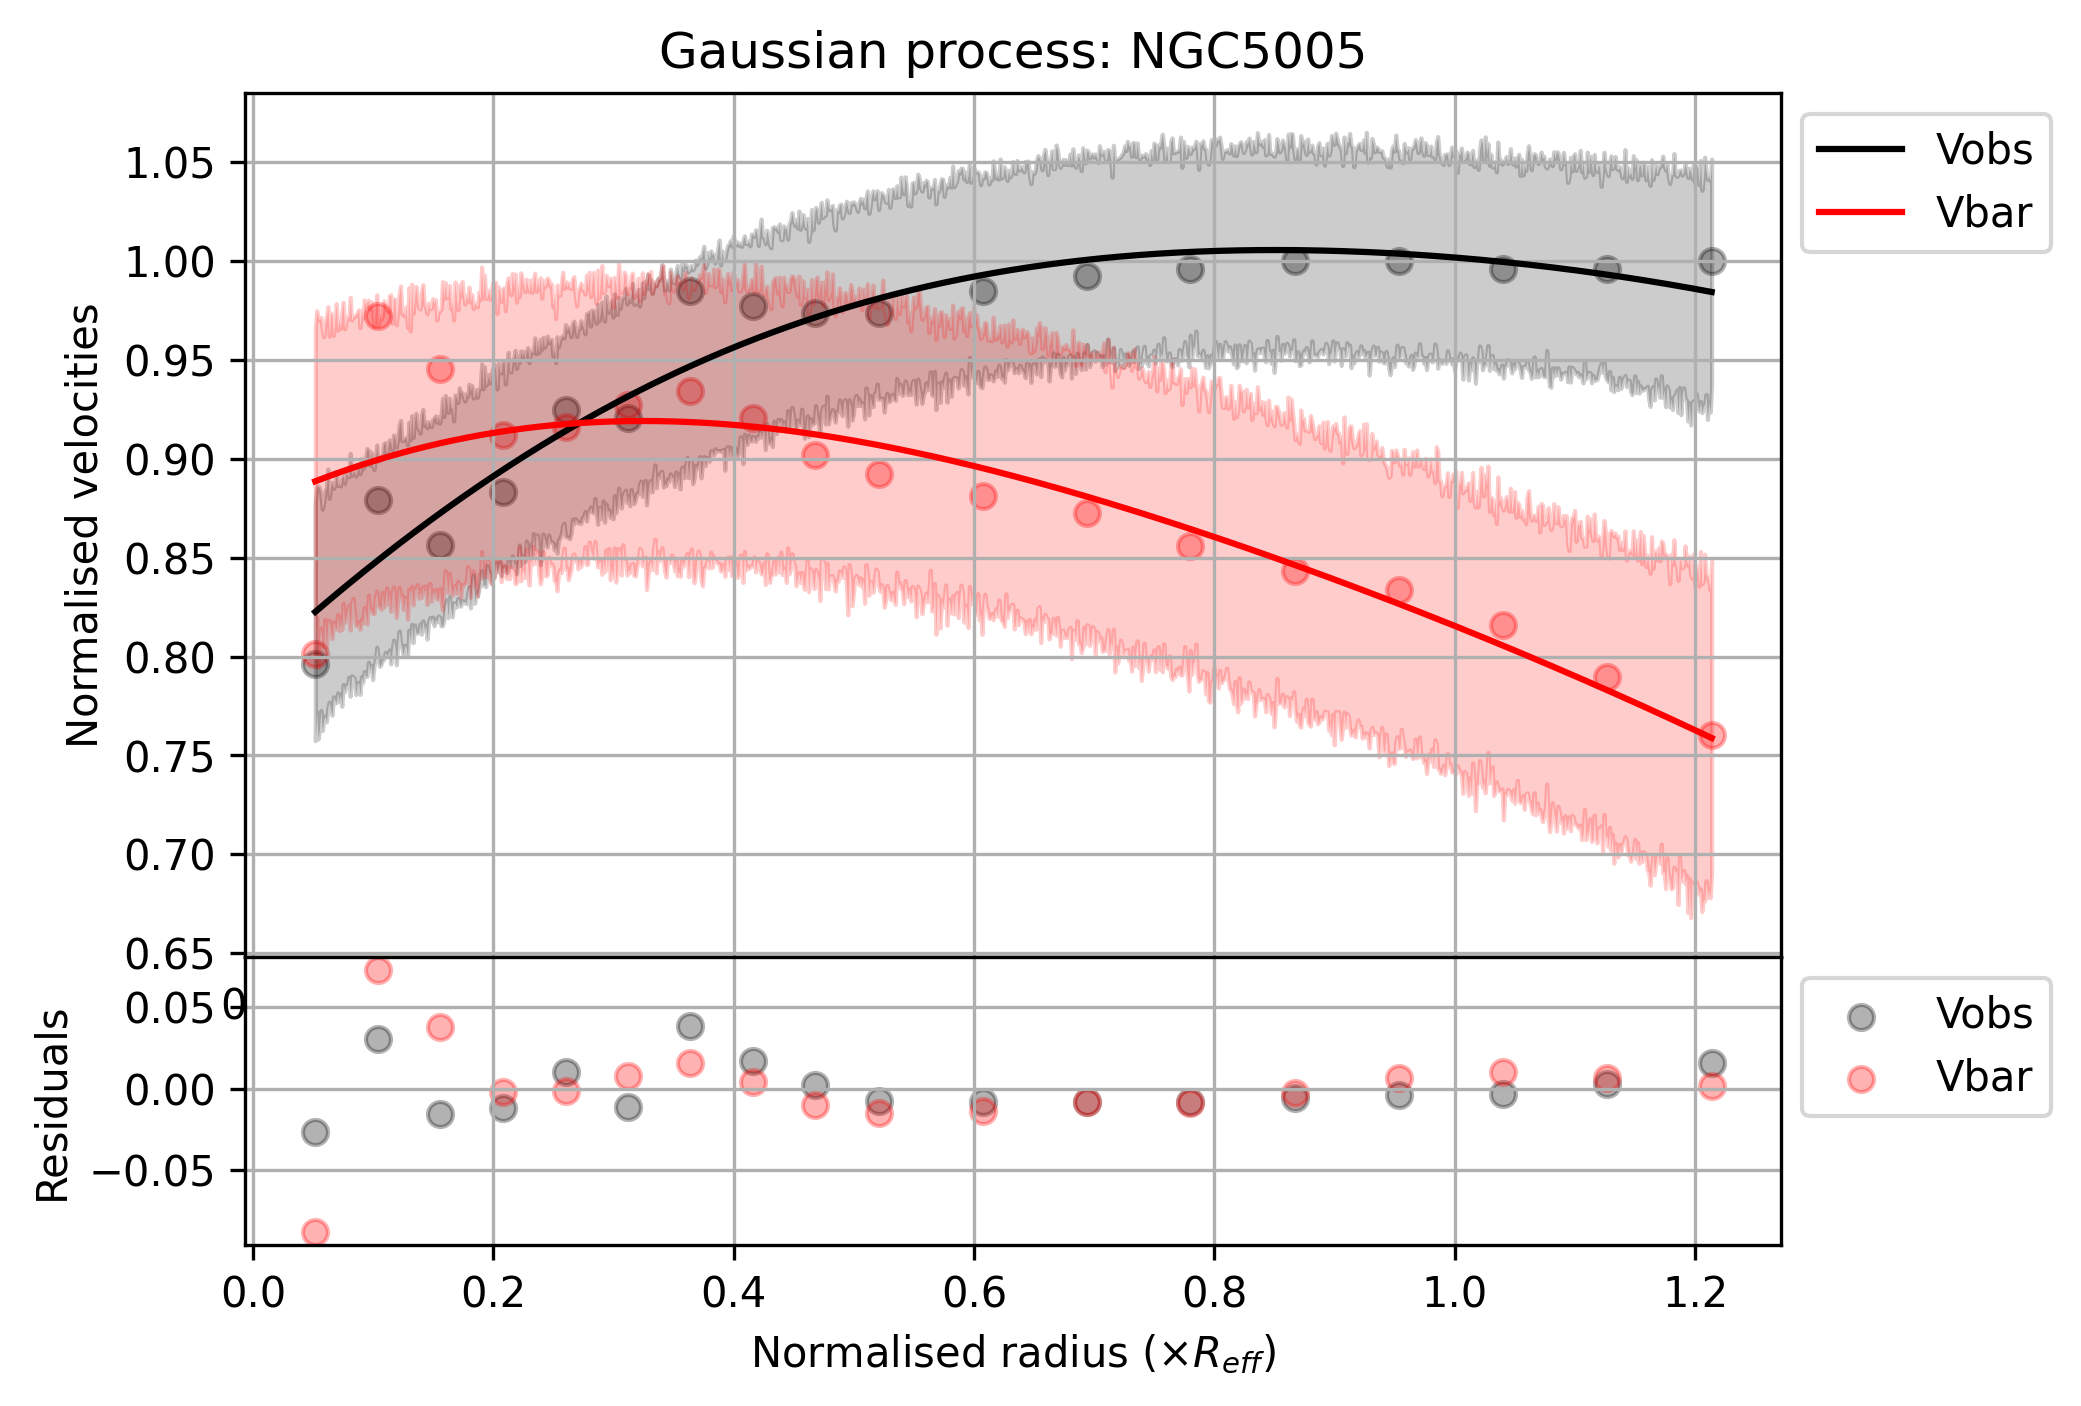 Gaussian process: NGC5005
Normalised velocities
1.05
1.00
0.95
0.90
0.85
0.80
0.75
0.70
0.65
Vobs
Vbar
Residuals
0.05
0
0.00
−0.05
Vobs
Vbar
0.0 0.2 0.4 0.6 0.8 1.0 1.2
Normalised radius (×R_eff)